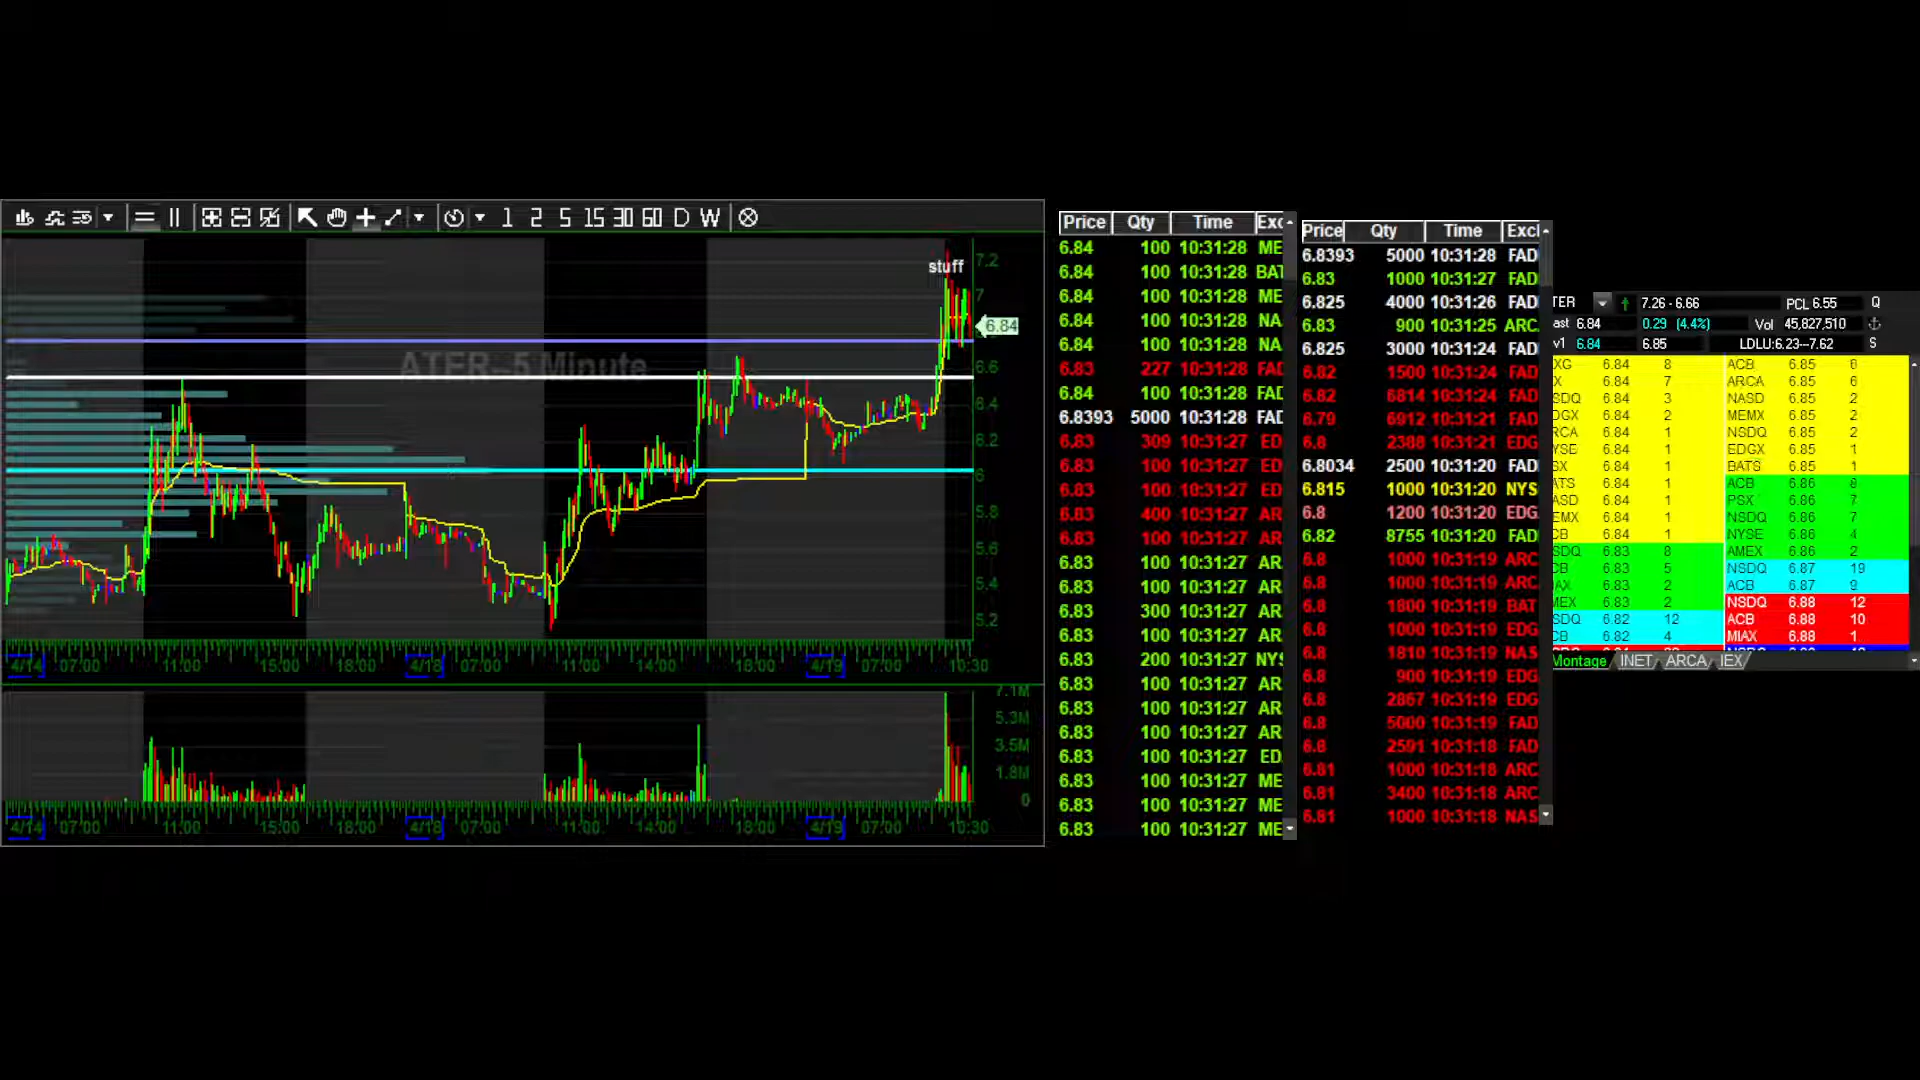 1 2 5 15 30 60 D W
stuff
ATER--5 Minute
7.2
7
6.84
6.6
6.4
6.2
6
5.8
5.6
5.4
5.2
4/14 07:00 11:00 15:00 18:00 4/18 07:00 11:00 14:00 18:00 4/19 07:00 10:30
7.1M
5.3M
3.5M
1.8M
0
4/14 07:00 11:00 15:00 18:00 4/18 07:00 11:00 14:00 18:00 4/19 07:00 10:30
Price Qty Time Exc
6.84 100 10:31:28 ME
6.84 100 10:31:28 BAT
6.84 100 10:31:28 ME
6.84 100 10:31:28 NA
6.84 100 10:31:28 NA
6.83 227 10:31:28 FAD
6.84 100 10:31:28 FAD
6.8393 5000 10:31:28 FAD
6.83 309 10:31:27 ED
6.83 100 10:31:27 ED
6.83 100 10:31:27 ED
6.83 400 10:31:27 AR
6.83 100 10:31:27 AR
6.83 100 10:31:27 AR
6.83 100 10:31:27 AR
6.83 300 10:31:27 AR
6.83 100 10:31:27 AR
6.83 200 10:31:27 NYS
6.83 100 10:31:27 AR
6.83 100 10:31:27 AR
6.83 100 10:31:27 AR
6.83 100 10:31:27 ED
6.83 100 10:31:27 ME
6.83 100 10:31:27 ME
6.83 100 10:31:27 ME
Price Qty Time Excl
6.8393 5000 10:31:28 FAD
6.83 1000 10:31:27 FAD
6.825 4000 10:31:26 FAD
6.83 900 10:31:25 ARC
6.825 3000 10:31:24 FAD
6.82 1500 10:31:24 FAD
6.82 6814 10:31:24 FAD
6.79 6912 10:31:21 FAD
6.8 2388 10:31:21 EDG
6.8034 2500 10:31:20 FAD
6.815 1000 10:31:20 NYS
6.8 1200 10:31:20 EDG
6.82 8755 10:31:20 FAD
6.8 1000 10:31:19 ARC
6.8 1000 10:31:19 ARC
6.8 1800 10:31:19 BAT
6.8 1000 10:31:19 EDG
6.8 1810 10:31:19 NAS
6.8 900 10:31:19 EDG
6.8 2867 10:31:19 EDG
6.8 5000 10:31:19 FAD
6.8 2591 10:31:18 FAD
6.81 1000 10:31:18 ARC
6.81 3400 10:31:18 ARC
6.81 1000 10:31:18 NAS
TER 7.26 - 6.66 PCL 6.55 Q
ast 6.84 0.29 (4.4%) Vol 45,827,510
v1 6.84 6.85 LDLU:6.23--7.62 S
XG 6.84 8 ACB 6.85 6
X 6.84 7 ARCA 6.85 6
SDQ 6.84 3 NASD 6.85 2
DGX 6.84 2 MEMX 6.85 2
RCA 6.84 1 NSDQ 6.85 2
YSE 6.84 1 EDGX 6.85 1
SX 6.84 1 BATS 6.85 1
ATS 6.84 1 ACB 6.86 8
ASD 6.84 1 PSX 6.86 7
EMX 6.84 1 NSDQ 6.86 7
CB 6.84 1 NYSE 6.86 4
SDQ 6.83 8 AMEX 6.86 2
CB 6.83 5 NSDQ 6.87 19
IAX 6.83 2 ACB 6.87 9
MEX 6.83 2 NSDQ 6.88 12
SDQ 6.82 12 ACB 6.88 10
CB 6.82 4 MIAX 6.88 1
Montage INET ARCA IEX